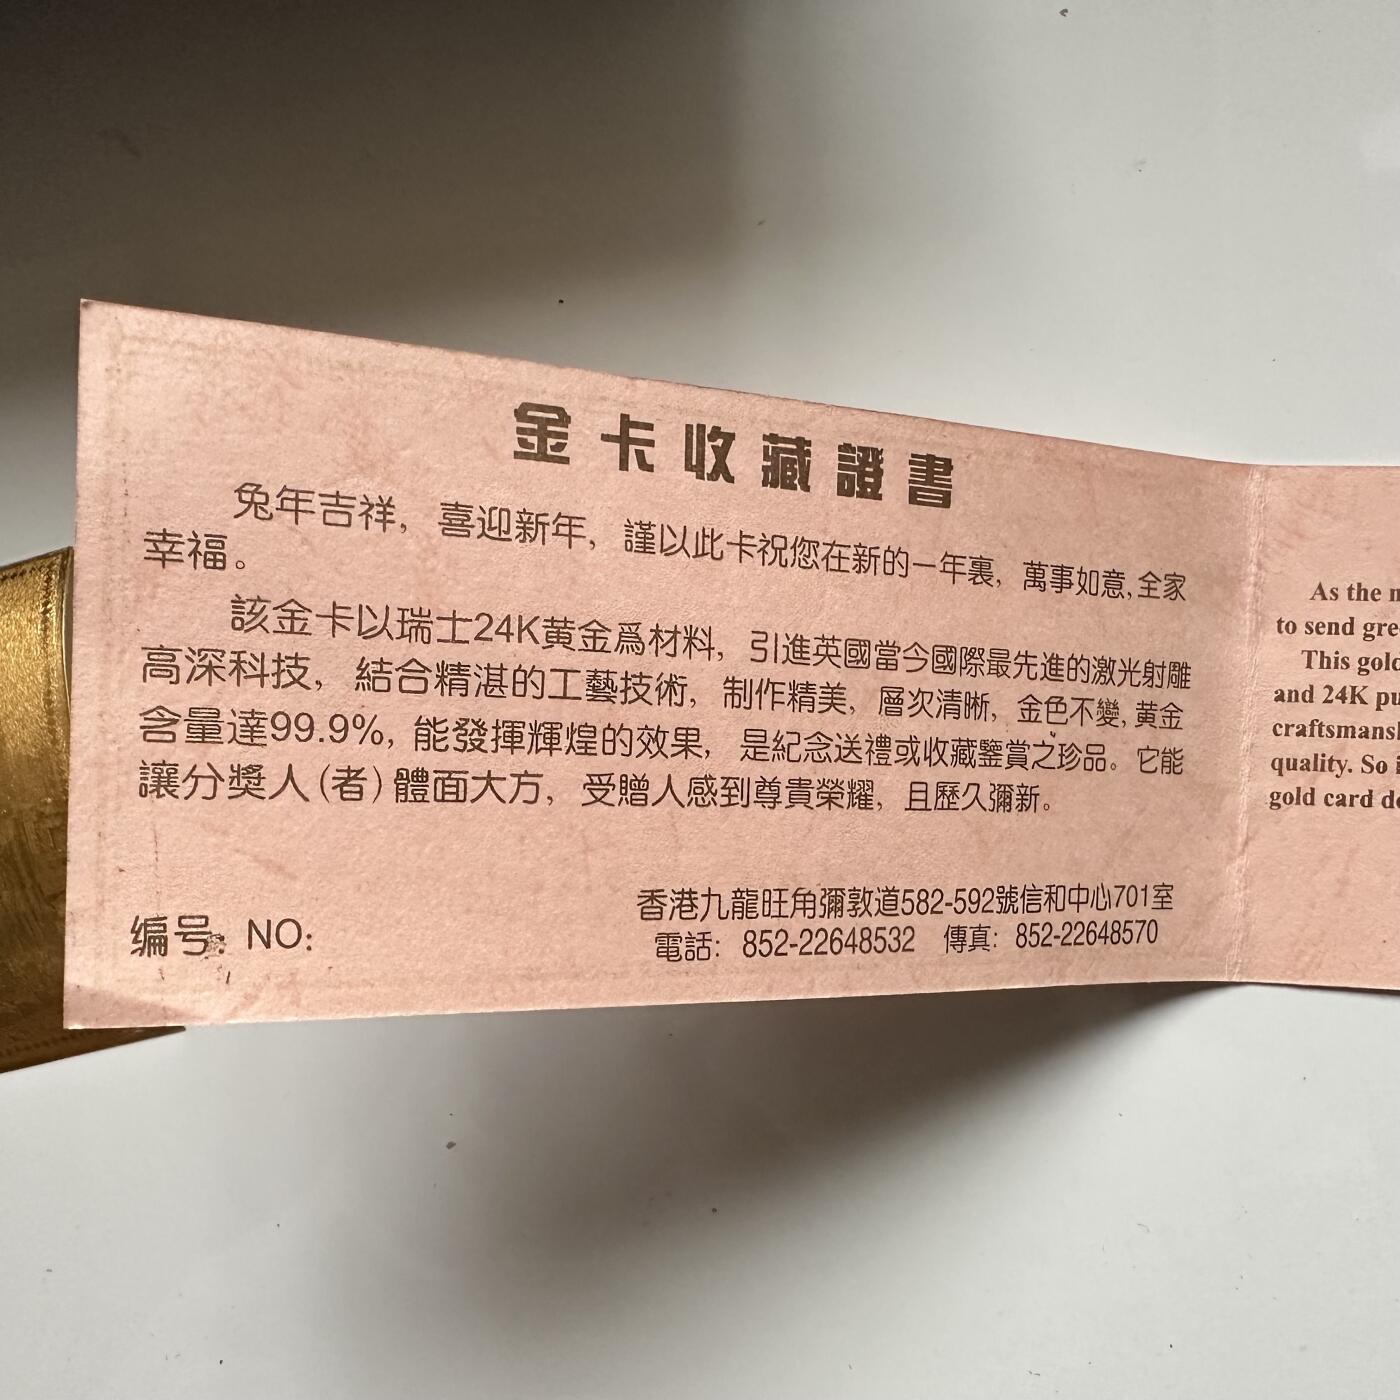 金卡收藏證書
兔年吉祥，喜迎新年，謹以此卡祝您在新的一年裏，萬事如意,全家
幸福。
該金卡以瑞士24K黄金爲材料，引進英國當今國際最先進的激光射雕
高深科技，結合精湛的工藝技術，制作精美，層次清晰，金色不變,黄金
含量達99.9%,能發揮輝煌的效果，是紀念送禮或收藏鑒賞之珍品。它能
讓分獎人(者)體面大方，受贈人感到尊貴榮耀，且歷久彌新。
编号: NO:
香港九龍旺角彌敦道582-592號信和中心701室
電話：852-22648532 傳真：852-22648570
As the
to send
This
and 24K
quality. So
gold card